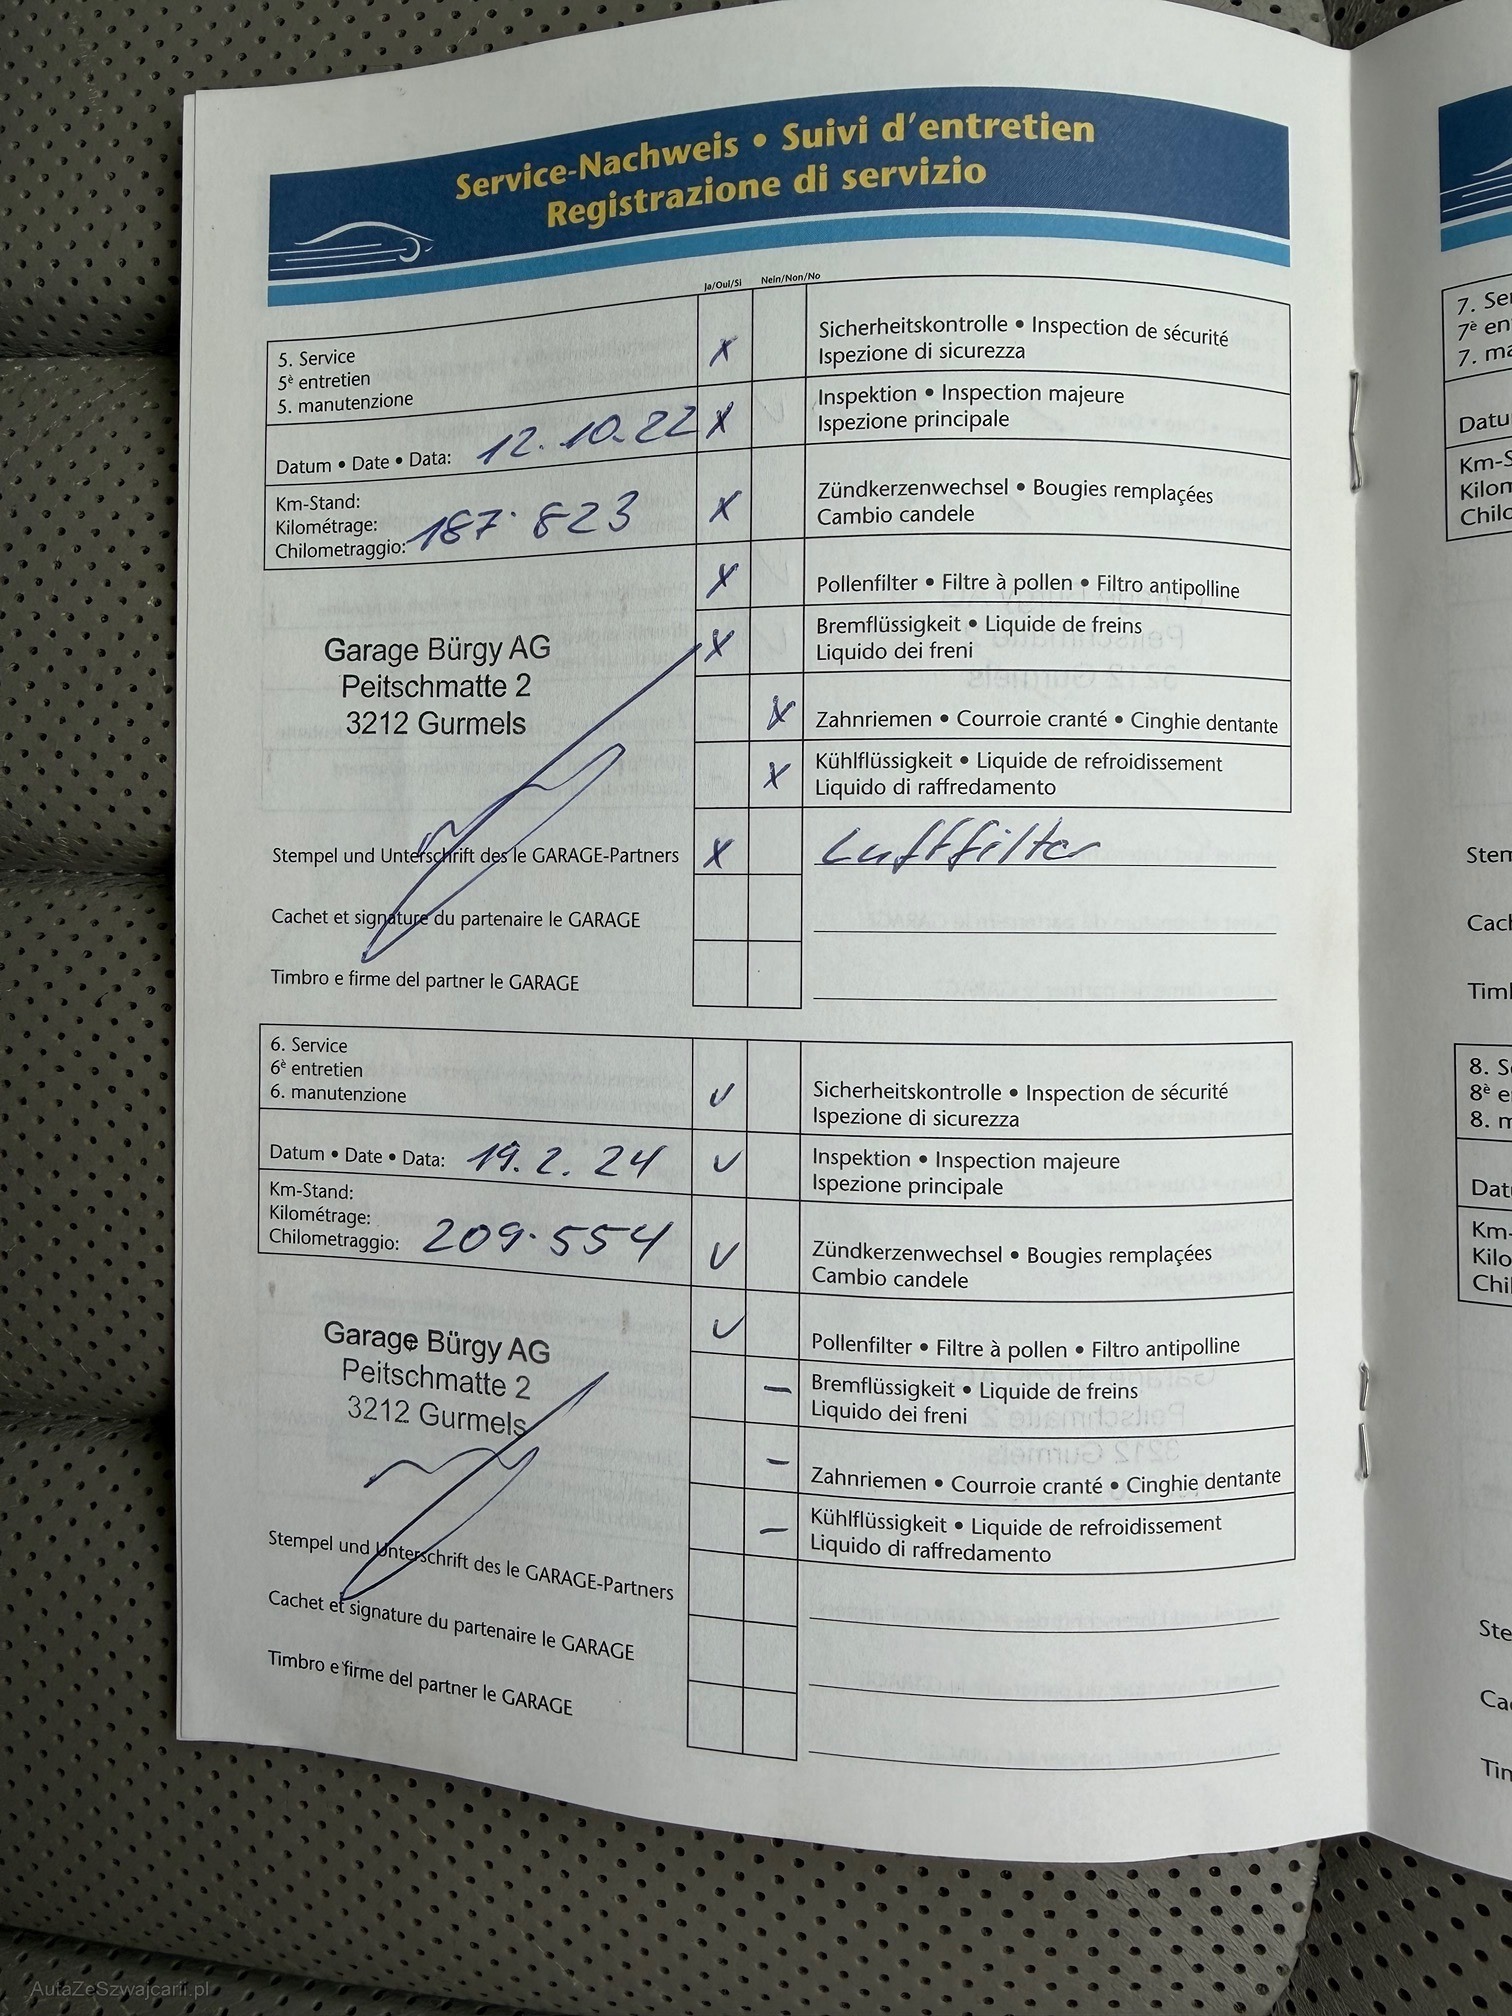 Service-Nachweis • Suivi d'entretien
Registrazione di servizio
Ja/Oui/Si
Nein/Non/No
5. Service
5è entretien
5. manutenzione
X
Sicherheitskontrolle • Inspection de sécurité
Ispezione di sicurezza
Datum • Date • Data: 12.10.22
X
Inspektion • Inspection majeure
Ispezione principale
Km-Stand:
Kilométrage:
Chilometraggio: 187·823
X
Zündkerzenwechsel • Bougies remplaçées
Cambio candele
X
Pollenfilter • Filtre à pollen • Filtro antipolline
X
Bremflüssigkeit • Liquide de freins
Liquido dei freni
X
Zahnriemen • Courroie cranté • Cinghie dentante
X
Kühlflüssigkeit • Liquide de refroidissement
Liquido di raffredamento
Garage Bürgy AG
Peitschmatte 2
3212 Gurmels
Stempel und Unterschrift des le GARAGE-Partners
X
Luftfilter
Cachet et signature du partenaire le GARAGE
Timbro e firme del partner le GARAGE
6. Service
6è entretien
6. manutenzione
✓
Sicherheitskontrolle • Inspection de sécurité
Ispezione di sicurezza
Datum • Date • Data: 19.2.24
✓
Inspektion • Inspection majeure
Ispezione principale
Km-Stand:
Kilométrage:
Chilometraggio: 209·554
✓
Zündkerzenwechsel • Bougies remplaçées
Cambio candele
✓
Pollenfilter • Filtre à pollen • Filtro antipolline
–
Bremflüssigkeit • Liquide de freins
Liquido dei freni
–
Zahnriemen • Courroie cranté • Cinghie dentante
–
Kühlflüssigkeit • Liquide de refroidissement
Liquido di raffredamento
Garage Bürgy AG
Peitschmatte 2
3212 Gurmels
Stempel und Unterschrift des le GARAGE-Partners
Cachet et signature du partenaire le GARAGE
Timbro e firme del partner le GARAGE
7. Se
7è en
7. ma
Datu
Km-S
Kilom
Chilo
Stem
Cach
Timb
8. Se
8è e
8. m
Datu
Km-
Kilo
Chil
Ste
Ca
Tim
AutaZeSzwajcarii.pl